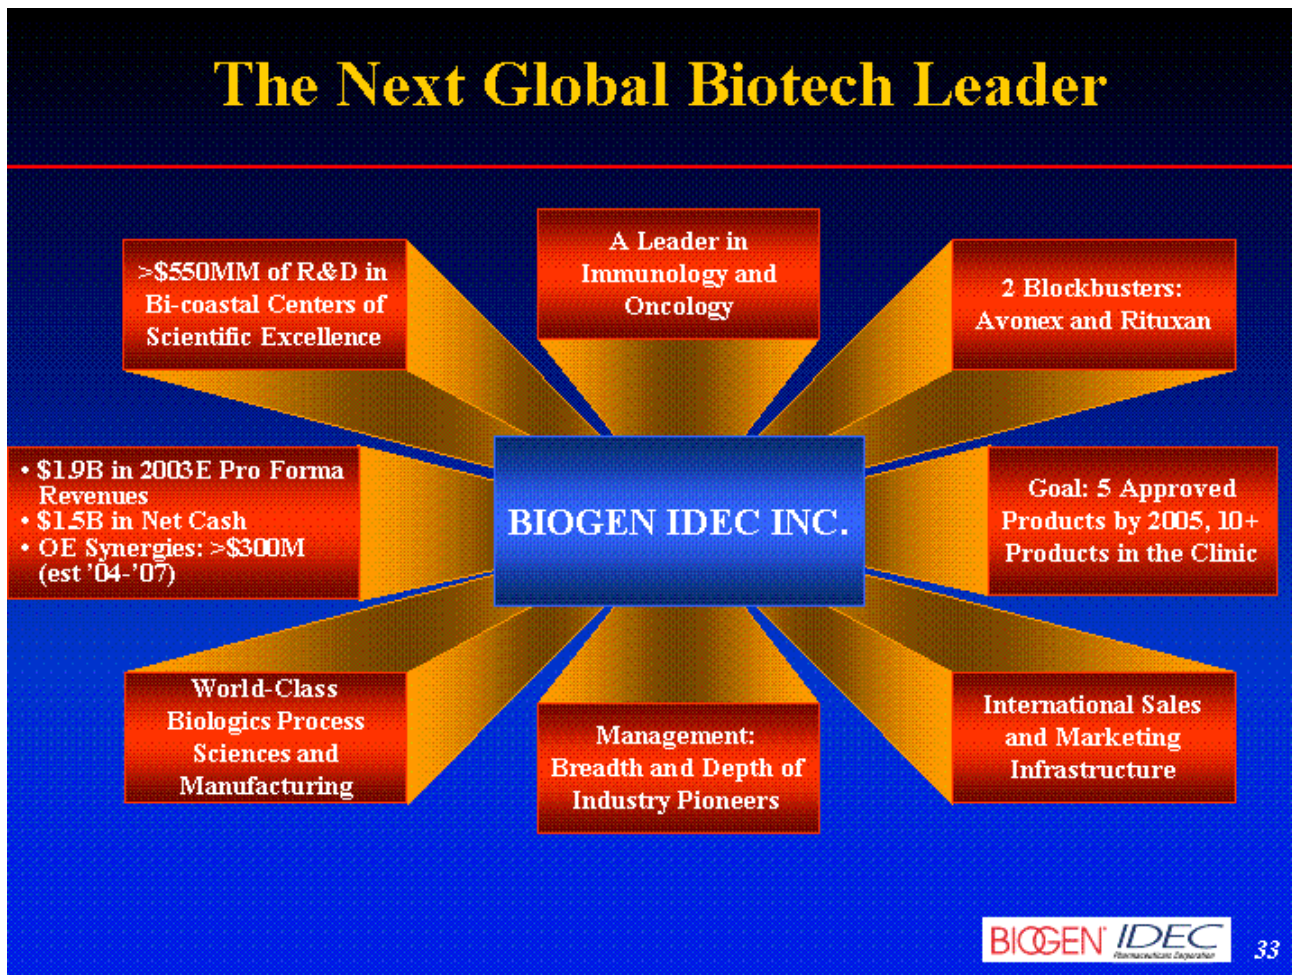 The Next Global Biotech Leader
>$550MM of R&D in
Bi-coastal Centers of
Scientific Excellence
A Leader in
Immunology and
Oncology
2 Blockbusters:
Avonex and Rituxan
• $1.9B in 2003E Pro Forma
Revenues
• $1.5B in Net Cash
• OE Synergies: >$300M
(est ’04-’07)
BIOGEN IDEC INC.
Goal: 5 Approved
Products by 2005, 10+
Products in the Clinic
World-Class
Biologics Process
Sciences and
Manufacturing
Management:
Breadth and Depth of
Industry Pioneers
International Sales
and Marketing
Infrastructure
BIOGEN IDEC
Pharmaceuticals Corporation
33